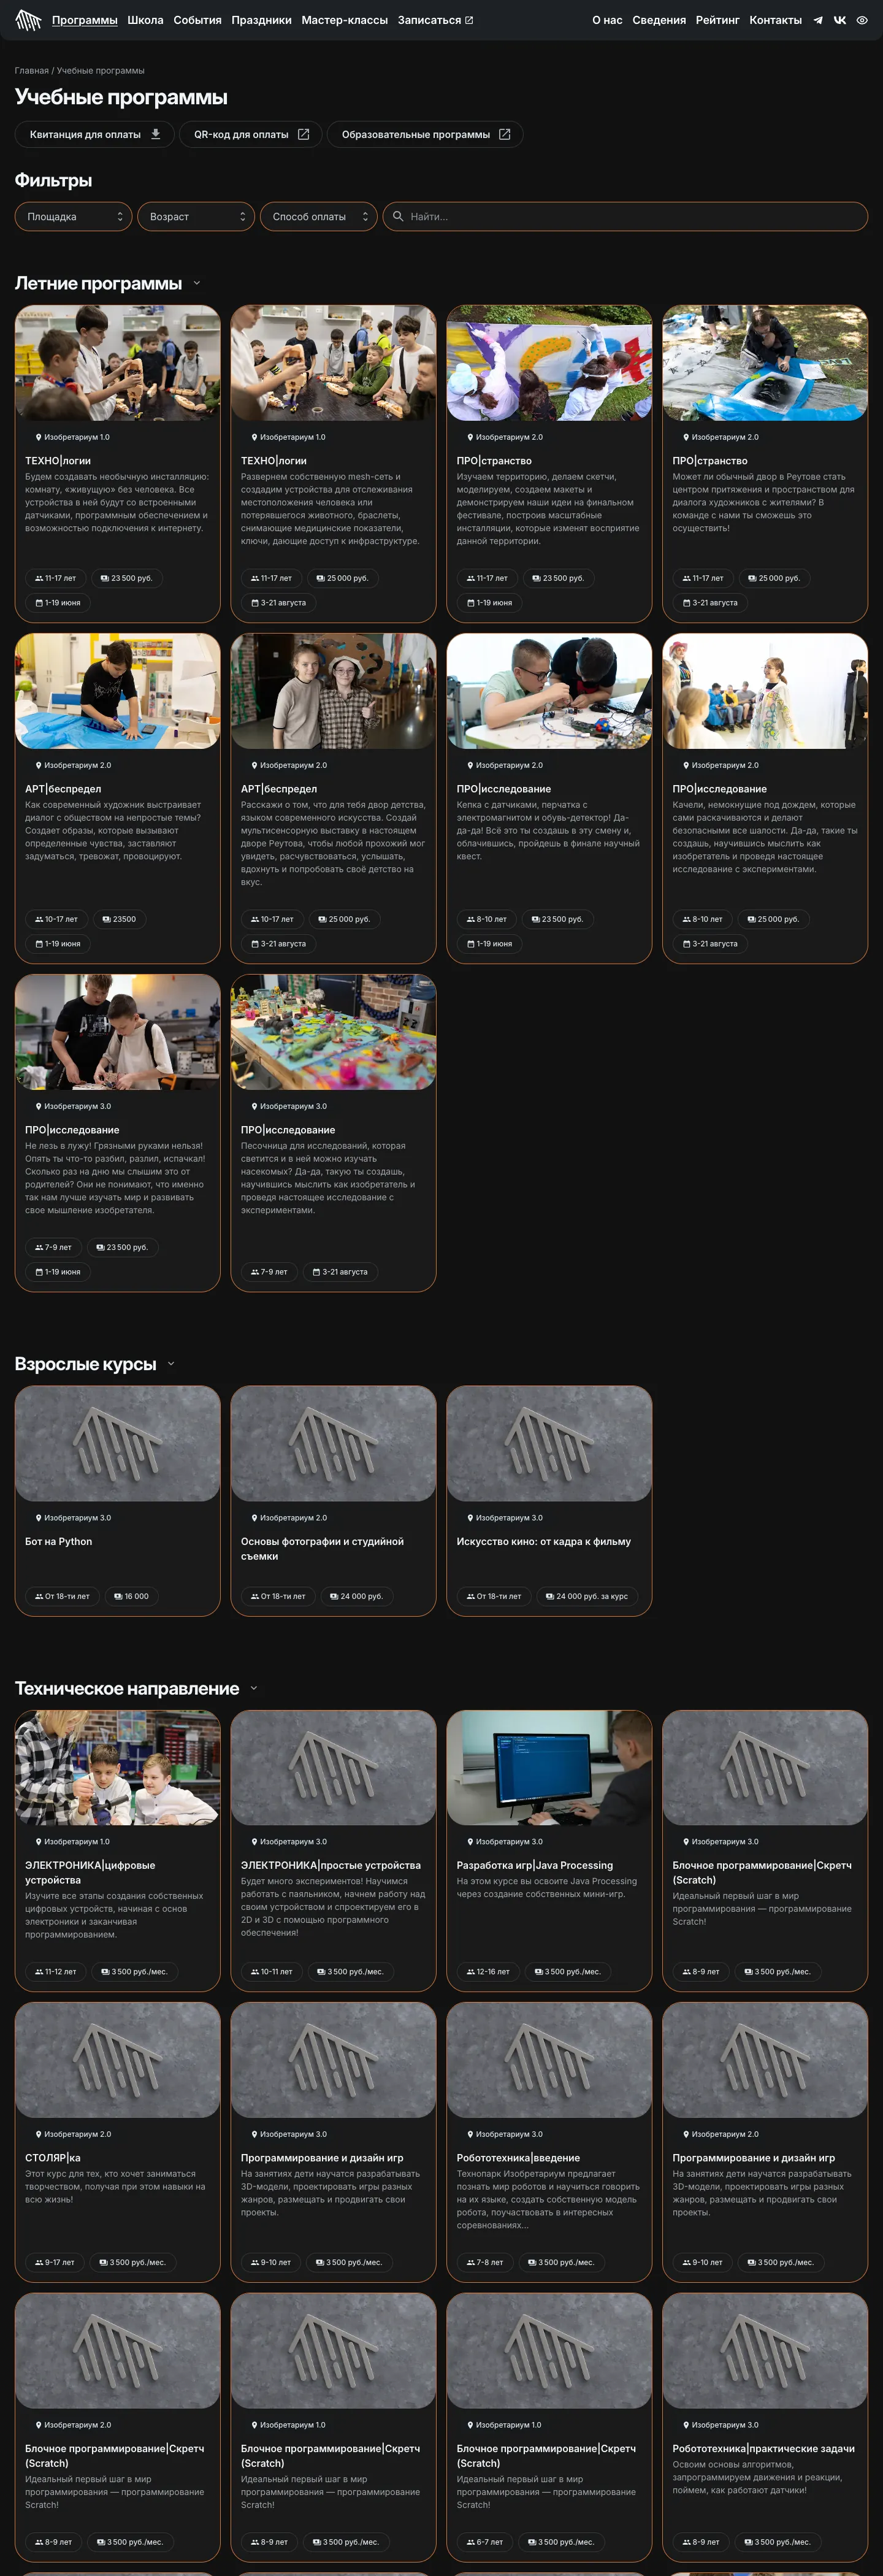 Программы Школа События Праздники Мастер-классы Записаться О нас Сведения Рейтинг Контакты
Главная / Учебные программы
Учебные программы
Квитанция для оплаты QR-код для оплаты Образовательные программы
Фильтры
Площадка Возраст Способ оплаты Найти...
Летние программы
Изобретариум 1.0
ТЕХНО|логии
Будем создавать необычную инсталляцию:
комнату, «живущую» без человека. Все
устройства в ней будут со встроенными
датчиками, программным обеспечением и
возможностью подключения к интернету.
11-17 лет 23 500 руб.
1-19 июня
Изобретариум 1.0
ТЕХНО|логии
Развернем собственную mesh-сеть и
создадим устройства для отслеживания
местоположения человека или
потерявшегося животного, браслеты,
снимающие медицинские показатели,
ключи, дающие доступ к инфраструктуре.
11-17 лет 25 000 руб.
3-21 августа
Изобретариум 2.0
ПРО|странство
Изучаем территорию, делаем скетчи,
моделируем, создаем макеты и
демонстрируем наши идеи на финальном
фестивале, построив масштабные
инсталляции, которые изменят восприятие
данной территории.
11-17 лет 23 500 руб.
1-19 июня
Изобретариум 2.0
ПРО|странство
Может ли обычный двор в Реутове стать
центром притяжения и пространством для
диалога художников с жителями? В
команде с нами ты сможешь это
осуществить!
11-17 лет 25 000 руб.
3-21 августа
Изобретариум 2.0
АРТ|беспредел
Как современный художник выстраивает
диалог с обществом на непростые темы?
Создает образы, которые вызывают
определенные чувства, заставляют
задуматься, тревожат, провоцируют.
10-17 лет 23500
1-19 июня
Изобретариум 2.0
АРТ|беспредел
Расскажи о том, что для тебя двор детства,
языком современного искусства. Создай
мультисенсорную выставку в настоящем
дворе Реутова, чтобы любой прохожий мог
увидеть, расчувствоваться, услышать,
вдохнуть и попробовать своё детство на
вкус.
10-17 лет 25 000 руб.
3-21 августа
Изобретариум 2.0
ПРО|исследование
Кепка с датчиками, перчатка с
электромагнитом и обувь-детектор! Да-
да-да! Всё это ты создашь в эту смену и,
облачившись, пройдешь в финале научный
квест.
8-10 лет 23 500 руб.
1-19 июня
Изобретариум 2.0
ПРО|исследование
Качели, немокнущие под дождем, которые
сами раскачиваются и делают
безопасными все шалости. Да-да, такие ты
создашь, научившись мыслить как
изобретатель и проведя настоящее
исследование с экспериментами.
8-10 лет 25 000 руб.
3-21 августа
Изобретариум 3.0
ПРО|исследование
Не лезь в лужу! Грязными руками нельзя!
Опять ты что-то разбил, разлил, испачкал!
Сколько раз на дню мы слышим это от
родителей? Они не понимают, что именно
так нам лучше изучать мир и развивать
свое мышление изобретателя.
7-9 лет 23 500 руб.
1-19 июня
Изобретариум 3.0
ПРО|исследование
Песочница для исследований, которая
светится и в ней можно изучать
насекомых? Да-да, такую ты создашь,
научившись мыслить как изобретатель и
проведя настоящее исследование с
экспериментами.
7-9 лет 3-21 августа
Взрослые курсы
Изобретариум 3.0
Бот на Python
От 18-ти лет 16 000
Изобретариум 2.0
Основы фотографии и студийной
съемки
От 18-ти лет 24 000 руб.
Изобретариум 3.0
Искусство кино: от кадра к фильму
От 18-ти лет 24 000 руб. за курс
Техническое направление
Изобретариум 1.0
ЭЛЕКТРОНИКА|цифровые
устройства
Изучите все этапы создания собственных
цифровых устройств, начиная с основ
электроники и заканчивая
программированием.
11-12 лет 3 500 руб./мес.
Изобретариум 3.0
ЭЛЕКТРОНИКА|простые устройства
Будет много эксперимента! Научимся
работать с паяльником, начнем работу над
своим устройством и спроектируем его в
2D и 3D с помощью программного
обеспечения!
10-11 лет 3 500 руб./мес.
Изобретариум 3.0
Разработка игр|Java Processing
На этом курсе вы освоите Java Processing
через создание собственных мини-игр.
12-16 лет 3 500 руб./мес.
Изобретариум 3.0
Блочное программирование|Скретч
(Scratch)
Идеальный первый шаг в мир
программирования — программирование
Scratch!
8-9 лет 3 500 руб./мес.
Изобретариум 2.0
СТОЛЯР|ка
Этот курс для тех, кто хочет заниматься
творчеством, получая при этом навыки на
всю жизнь!
9-17 лет 3 500 руб./мес.
Изобретариум 3.0
Программирование и дизайн игр
На занятиях дети научатся разрабатывать
3D-модели, проектировать игры разных
жанров, размещать и продвигать свои
проекты.
9-10 лет 3 500 руб./мес.
Изобретариум 3.0
Робототехника|введение
Технопарк Изобретариум предлагает
познать мир роботов и научиться говорить
на их языке, создать собственную модель
робота, поучаствовать в интересных
соревнованиях...
7-8 лет 3 500 руб./мес.
Изобретариум 2.0
Программирование и дизайн игр
На занятиях дети научатся разрабатывать
3D-модели, проектировать игры разных
жанров, размещать и продвигать свои
проекты.
9-10 лет 3 500 руб./мес.
Изобретариум 2.0
Блочное программирование|Скретч
(Scratch)
Идеальный первый шаг в мир
программирования — программирование
Scratch!
8-9 лет 3 500 руб./мес.
Изобретариум 1.0
Блочное программирование|Скретч
(Scratch)
Идеальный первый шаг в мир
программирования — программирование
Scratch!
8-9 лет 3 500 руб./мес.
Изобретариум 1.0
Блочное программирование|Скретч
(Scratch)
Идеальный первый шаг в мир
программирования — программирование
Scratch!
6-7 лет 3 500 руб./мес.
Изобретариум 3.0
Робототехника|практические задачи
Освоим основы алгоритмов,
запрограммируем движения и реакции,
поймем, как работают датчики!
8-9 лет 3 500 руб./мес.